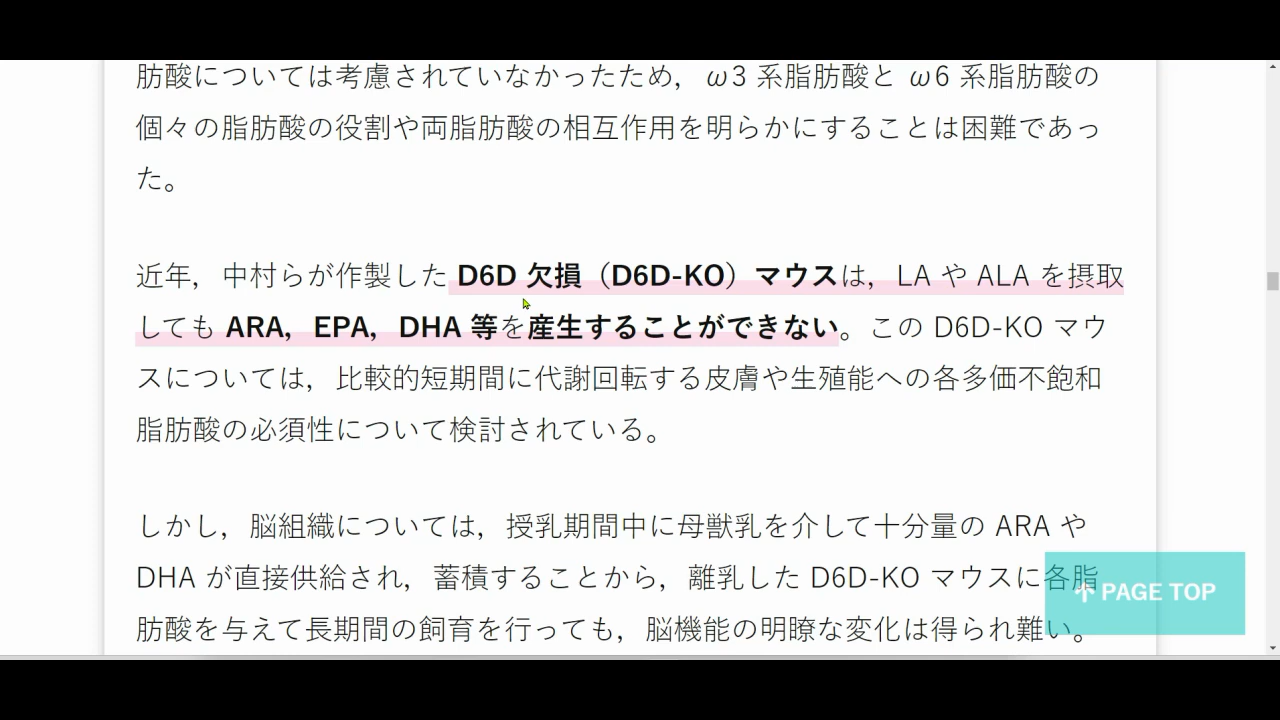 肪酸については考慮されていなかったため，ω3 系脂肪酸と ω6 系脂肪酸の
個々の脂肪酸の役割や両脂肪酸の相互作用を明らかにすることは困難であっ
た。
近年，中村らが作製した D6D 欠損（D6D-KO）マウスは，LA や ALA を摂取
しても ARA，EPA，DHA 等を産生することができない。この D6D-KO マウ
スについては，比較的短期間に代謝回転する皮膚や生殖能への各多価不飽和
脂肪酸の必須性について検討されている。
しかし，脳組織については，授乳期間中に母獣乳を介して十分量の ARA や
DHA が直接供給され，蓄積することから，離乳した D6D-KO マウスに各脂
肪酸を与えて長期間の飼育を行っても，脳機能の明瞭な変化は得られ難い。
↑ PAGE TOP